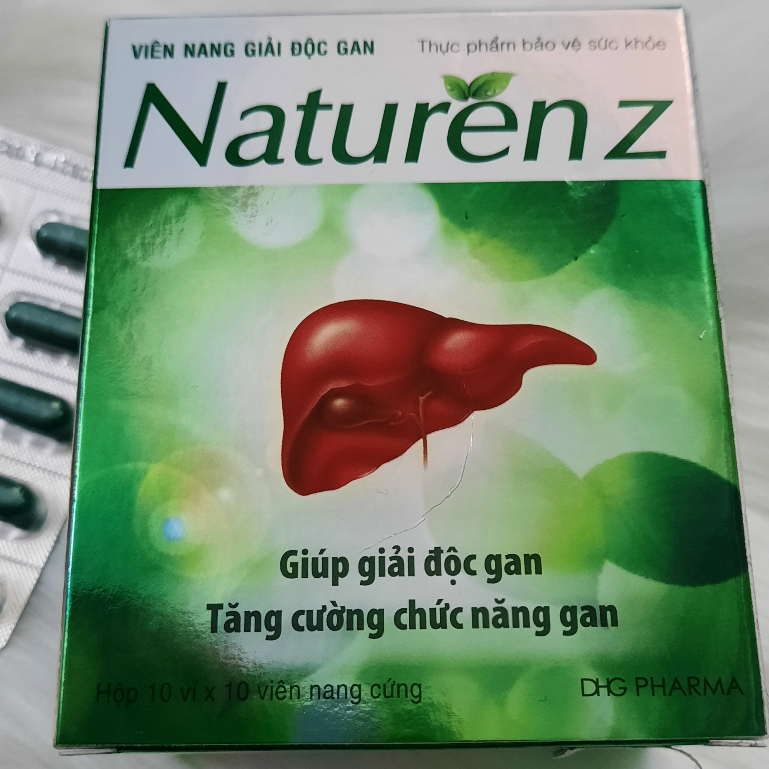 VIÊN NANG GIẢI ĐỘC GAN Thực phẩm bảo vệ sức khỏe
Naturenz
Giúp giải độc gan
Tăng cường chức năng gan
Hộp 10 vỉ x 10 viên nang cứng DHG PHARMA